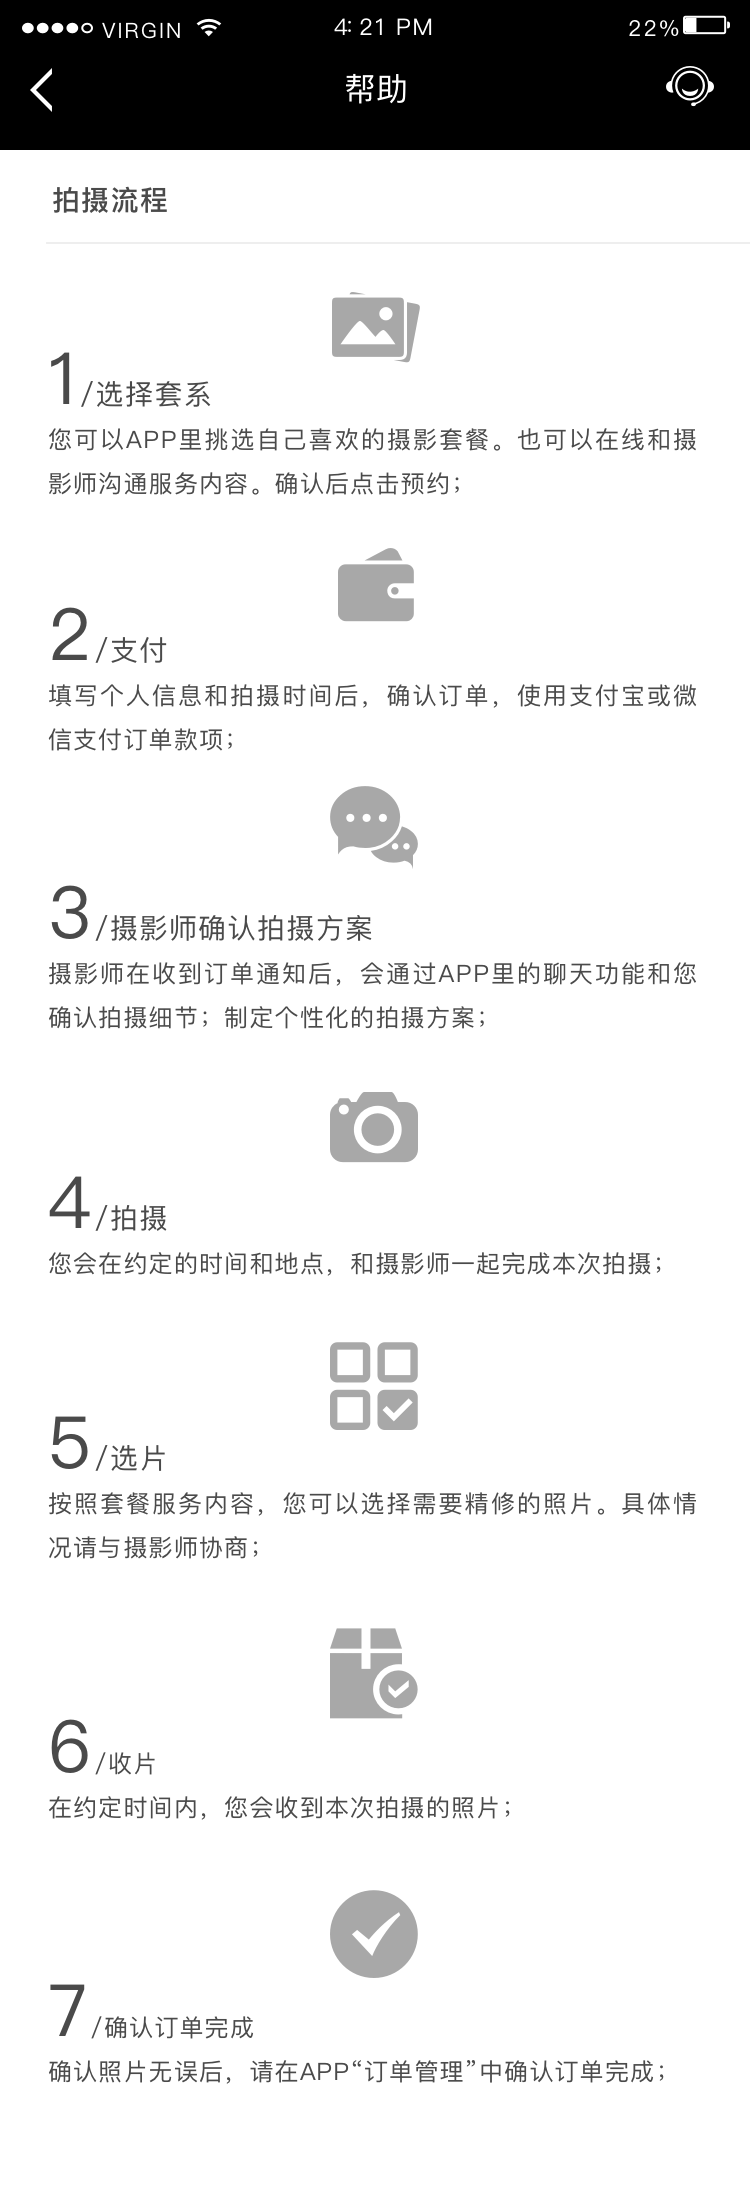 VIRGIN 4: 21 PM 22%
帮助
拍摄流程
1/选择套系
您可以APP里挑选自己喜欢的摄影套餐。也可以在线和摄
影师沟通服务内容。确认后点击预约；
2/支付
填写个人信息和拍摄时间后，确认订单，使用支付宝或微
信支付订单款项；
3/摄影师确认拍摄方案
摄影师在收到订单通知后，会通过APP里的聊天功能和您
确认拍摄细节；制定个性化的拍摄方案；
4/拍摄
您会在约定的时间和地点，和摄影师一起完成本次拍摄；
5/选片
按照套餐服务内容，您可以选择需要精修的照片。具体情
况请与摄影师协商；
6/收片
在约定时间内，您会收到本次拍摄的照片；
7/确认订单完成
确认照片无误后，请在APP“订单管理”中确认订单完成；